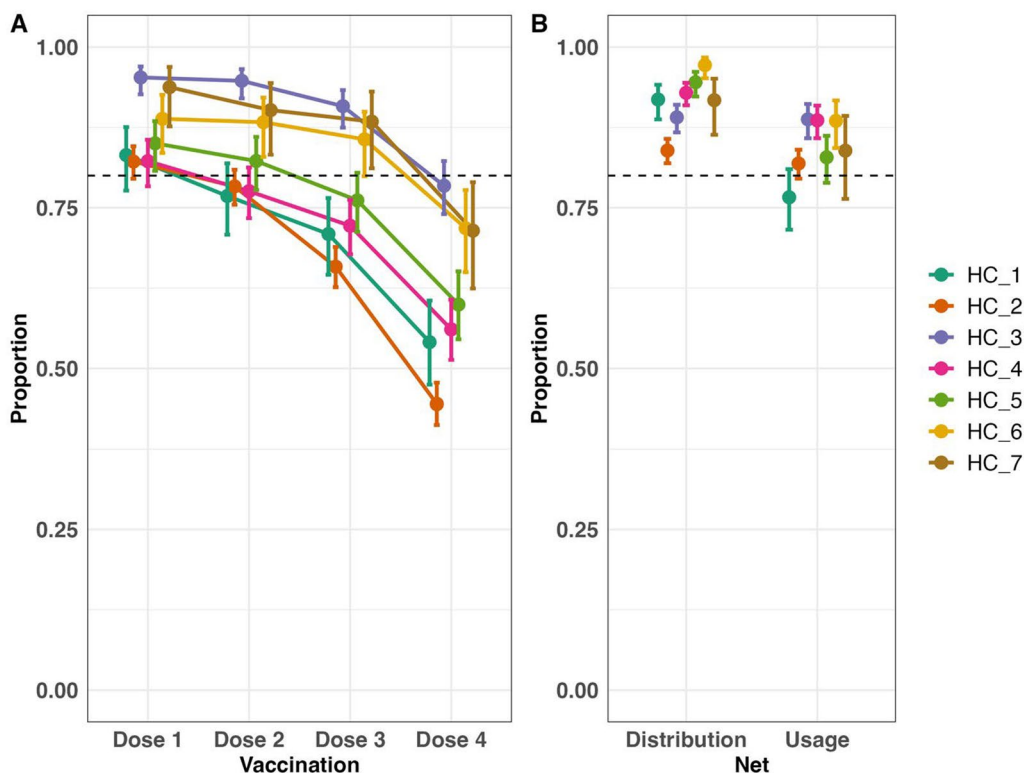 A
B
Proportion
1.00
0.75
0.50
0.25
0.00
Dose 1 Dose 2 Dose 3 Dose 4
Vaccination
Proportion
1.00
0.75
0.50
0.25
0.00
Distribution Usage
Net
HC_1
HC_2
HC_3
HC_4
HC_5
HC_6
HC_7